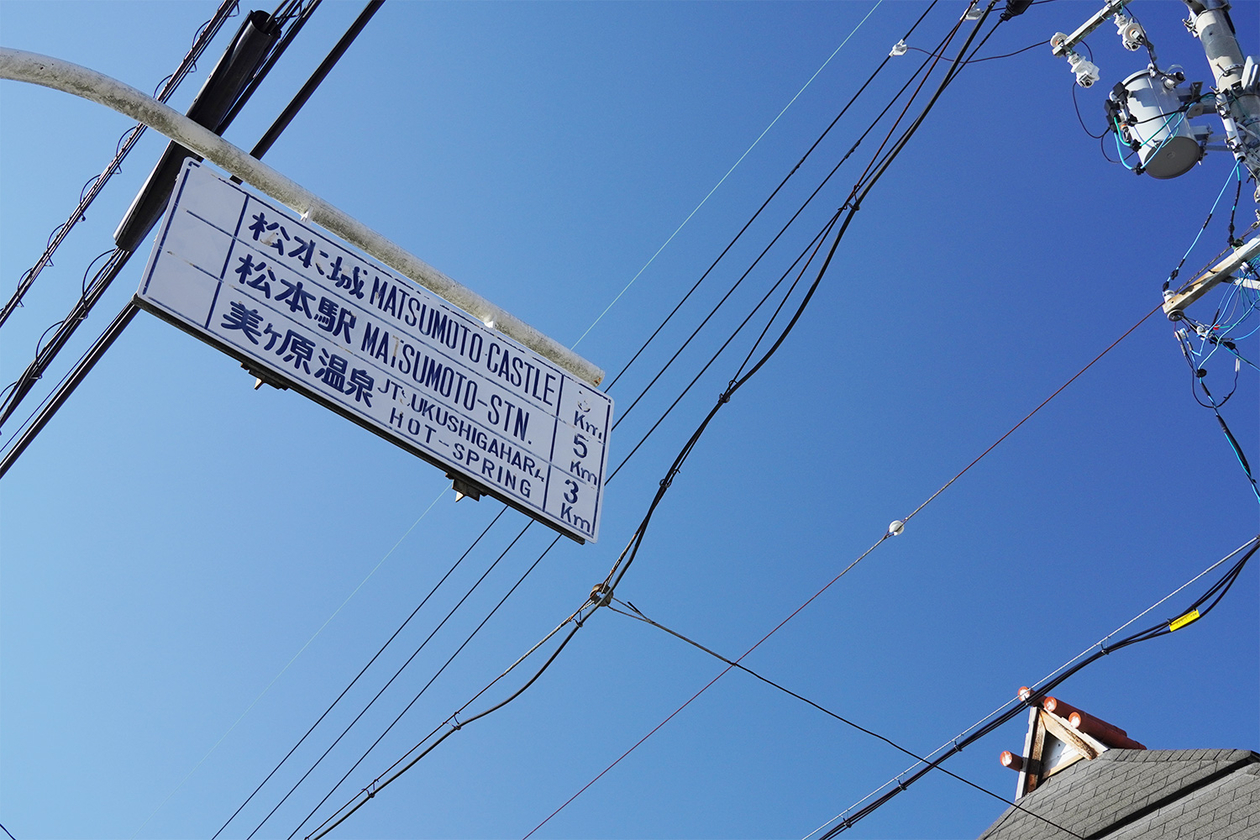 松本城 MATSUMOTO CASTLE Km
松本駅 MATSUMOTO-STN. 5 Km
美ヶ原温泉 UTSUKUSHIGAHARA HOT-SPRING 3 Km